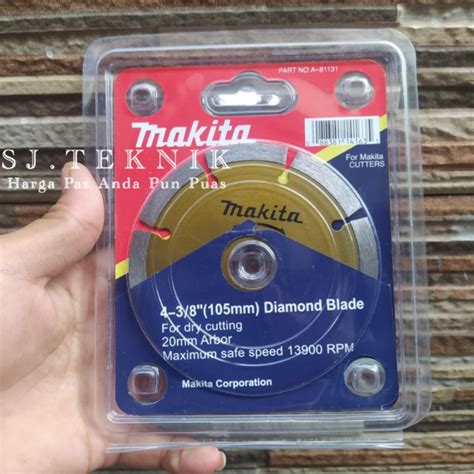 PART NO.A-81131
makita
For Makita
CUTTERS
SJ.TEKNIK
Harga Pas Anda Pun Puas
makita
4-3/8"(105mm) Diamond Blade
For dry cutting
20mm Arbor
Maximum safe speed 13900 RPM
Makita Corporation